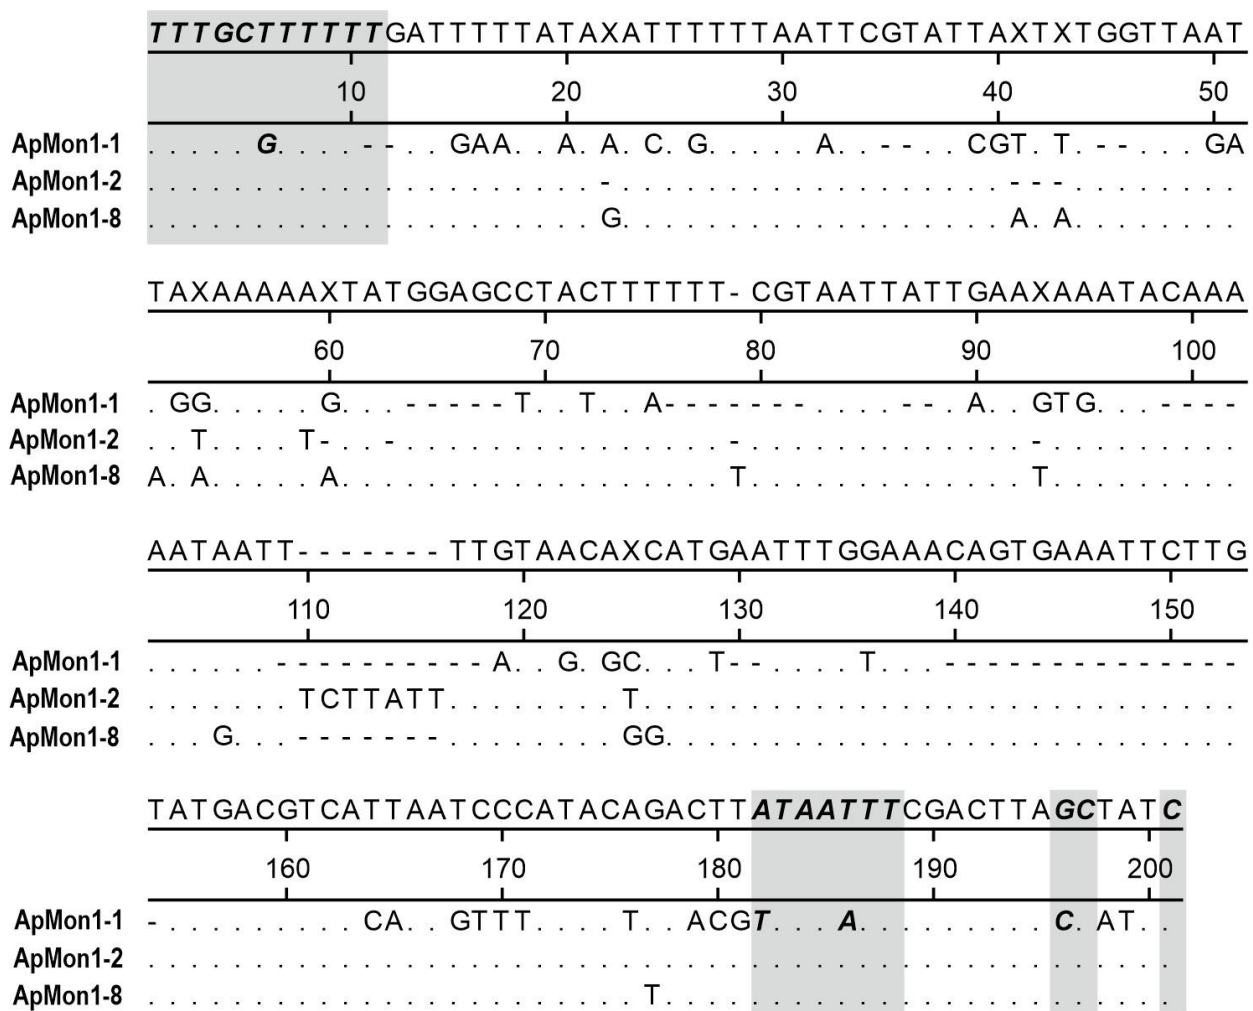 TTTGCTTTTTTGATTTTTATAXATTTTTTAATTCGTATTAXTXTGGTTAAT
10 20 30 40 50
ApMon1-1 . . . . . G . . . . - - . . GAA . . A . A . C . G . . . . . A . . - - . . CGT . T . - - . . . . GA
ApMon1-2 . . . . . . . . . . . . . . . . . . . . . - . . . . . . . . . . . . . . . . . . - - - . . . . . . . .
ApMon1-8 . . . . . . . . . . . . . . . . . . . . . G . . . . . . . . . . . . . . . . . . A . A . . . . . . . .
TAXAAAAAXTATGGAGCCTACTTTTTT-CGTAATTATTGAAXAAATACAAA
60 70 80 90 100
ApMon1-1 . GG . . . . . G . . . - - - - - T . . T . . A - - - - - - - . . . . - - . A . . GTG . . . - - - -
ApMon1-2 . . T . . . . T - . . - . . . . . . . . . . . . . . . - . . . . . . . . . . . . . - . . . . . . . . .
ApMon1-8 A . A . . . . . A . . . . . . . . . . . . . . . . . . T . . . . . . . . . . . . . T . . . . . . . . .
AATAATT-------TTGTAACAXCATGAATTTGGAAACAGTGAAATTCTTG
110 120 130 140 150
ApMon1-1 . . . . . . - - - - - - - - - - A . . G . GC . . . T - - . . . . . T . . . - - - - - - - - - - - - - -
ApMon1-2 . . . . . . . TCTTATT . . . . . . . . T . . . . . . . . . . . . . . . . . . . . . . . . . . . .
ApMon1-8 . . . G . . . - - - - - - - . . . . . . . . GG . . . . . . . . . . . . . . . . . . . . . . . . . . .
TATGACGTCATTAATCCCATACAGACTTATAATTTCGACTTAGCTATC
160 170 180 190 200
ApMon1-1 - . . . . . . . . . CA . . GTTT . . . . T . . ACGT . . . A . . . . . . . . . C . AT . .
ApMon1-2 . . . . . . . . . . . . . . . . . . . . . . . . . . . . . . . . . . . . . . . . . . . . . . . .
ApMon1-8 . . . . . . . . . . . . . . . . . . . . . . . T . . . . . . . . . . . . . . . . . . . . . . . .